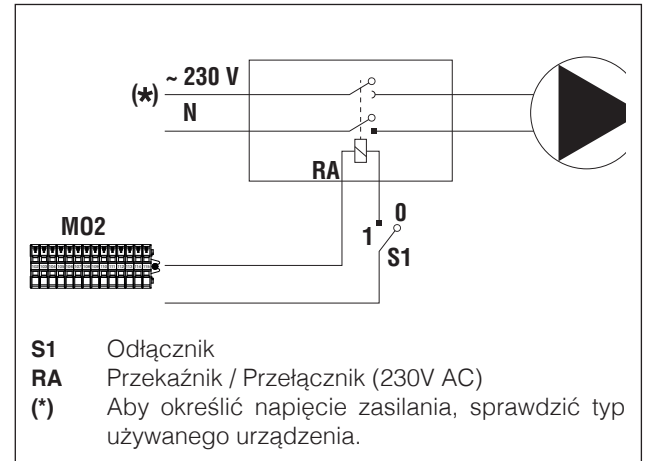 (*) ~ 230 V
N
RA
M02
1 0
S1
S1 Odłącznik
RA Przekaźnik / Przełącznik (230V AC)
(*) Aby określić napięcie zasilania, sprawdzić typ
używanego urządzenia.